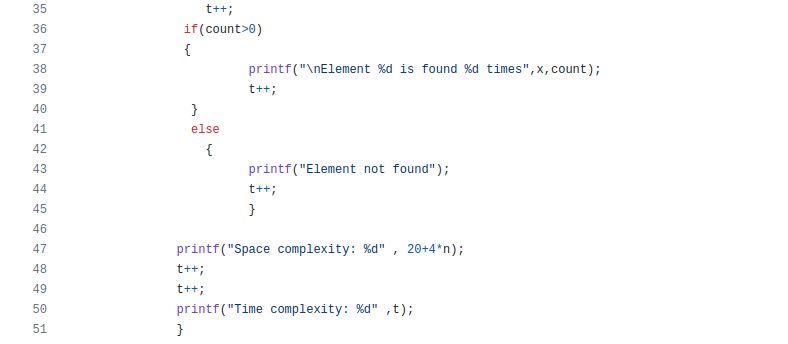 35 t++;
36 if(count>0)
37 {
38 printf("\nElement %d is found %d times",x,count);
39 t++;
40 }
41 else
42 {
43 printf("Element not found");
44 t++;
45 }
46
47 printf("Space complexity: %d" , 20+4*n);
48 t++;
49 t++;
50 printf("Time complexity: %d" ,t);
51 }